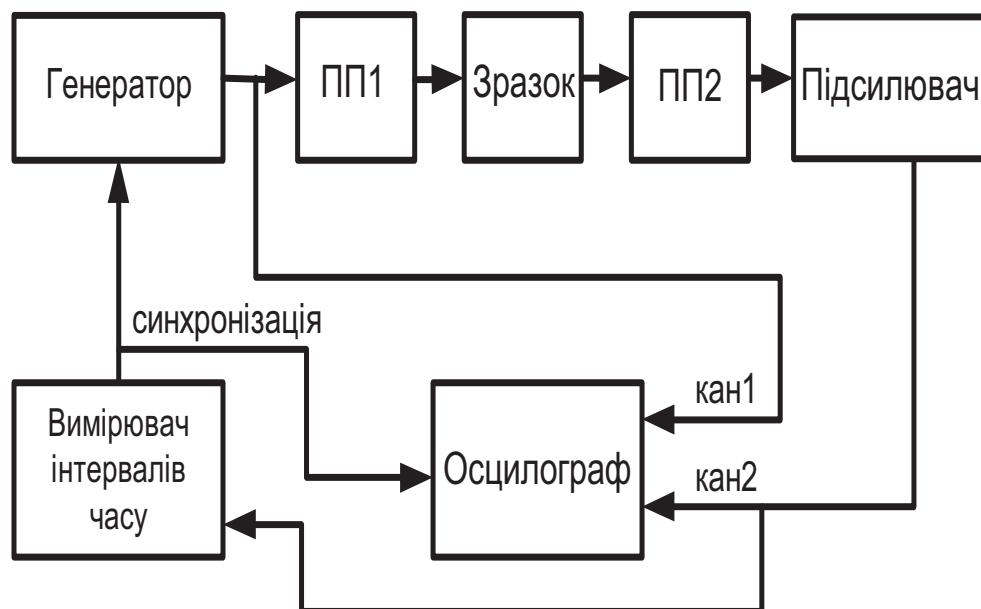 Генератор
ПП1
Зразок
ПП2
Підсилювач
синхронізація
кан1
Вимірювач
інтервалів
часу
Осцилограф
кан2